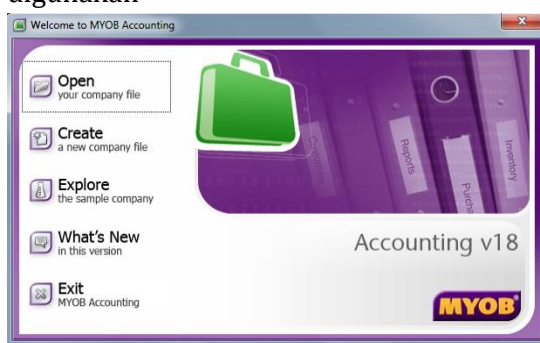 digunakan
Welcome to MYOB Accounting
Open
your company file
Create
a new company file
Explore
the sample company
What's New
in this version
Exit
MYOB Accounting
Reports
Inventory
Accounting v18
MYOB